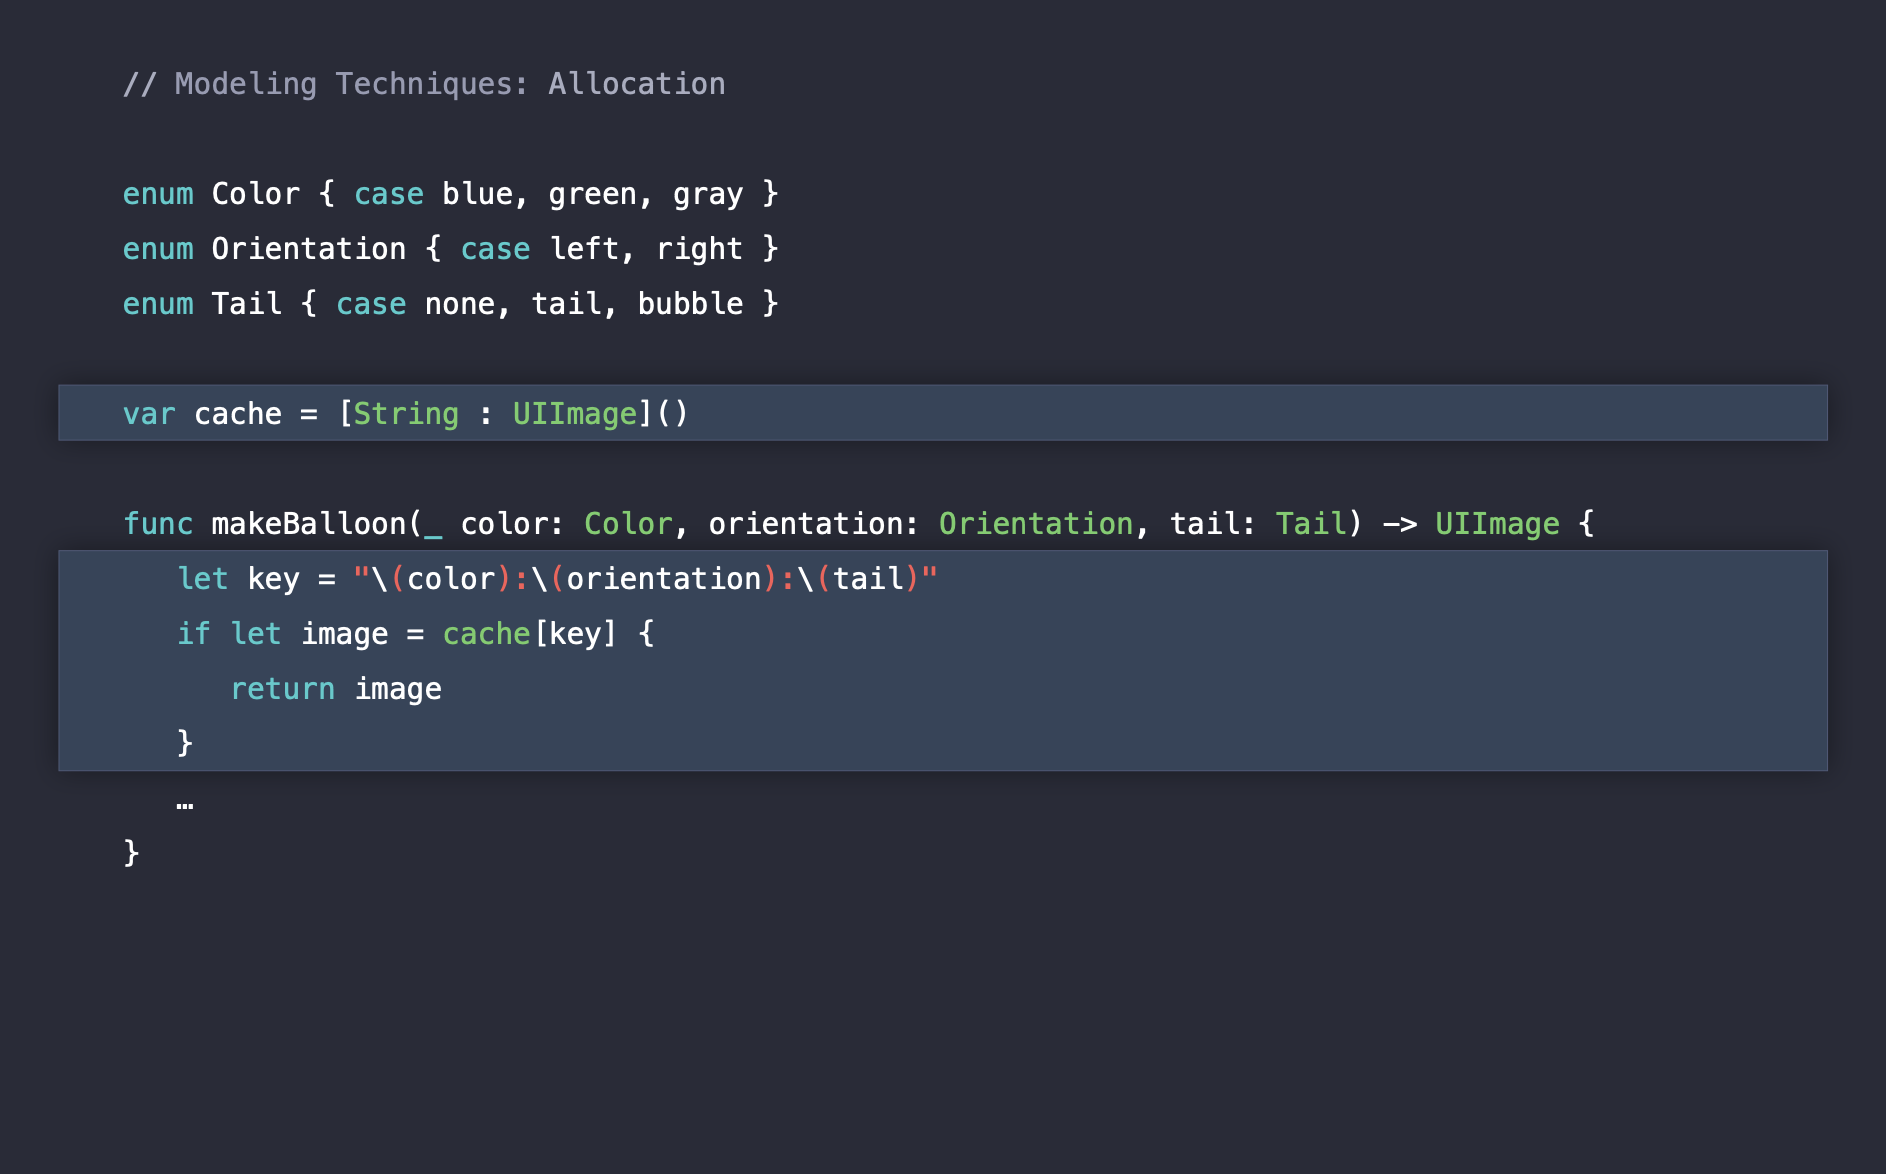 // Modeling Techniques: Allocation
enum Color { case blue, green, gray }
enum Orientation { case left, right }
enum Tail { case none, tail, bubble }
var cache = [String : UIImage]()
func makeBalloon(_ color: Color, orientation: Orientation, tail: Tail) -> UIImage {
let key = "\(color):\(orientation):\(tail)"
if let image = cache[key] {
return image
}
…
}